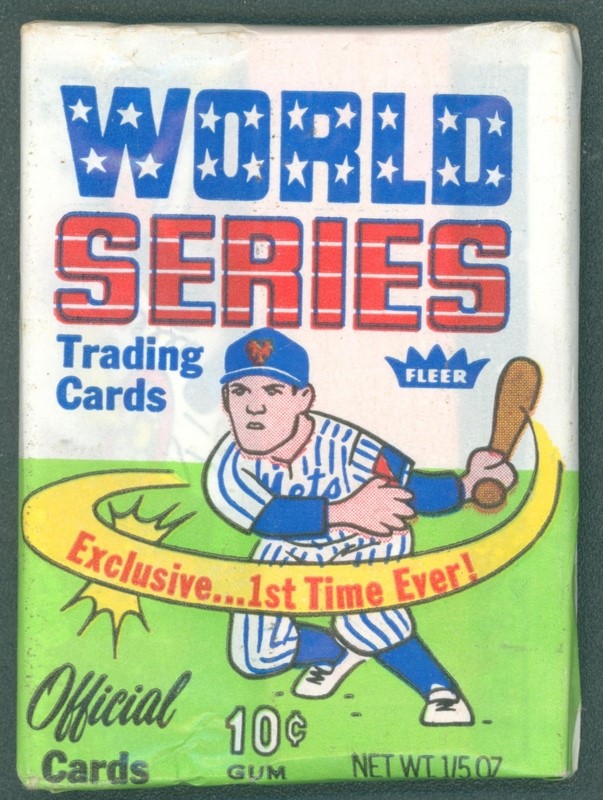 WORLD
SERIES
Trading
Cards
FLEER
Mets
Exclusive...1st Time Ever!
Official
Cards
10¢
GUM
NET WT. 1/5 OZ